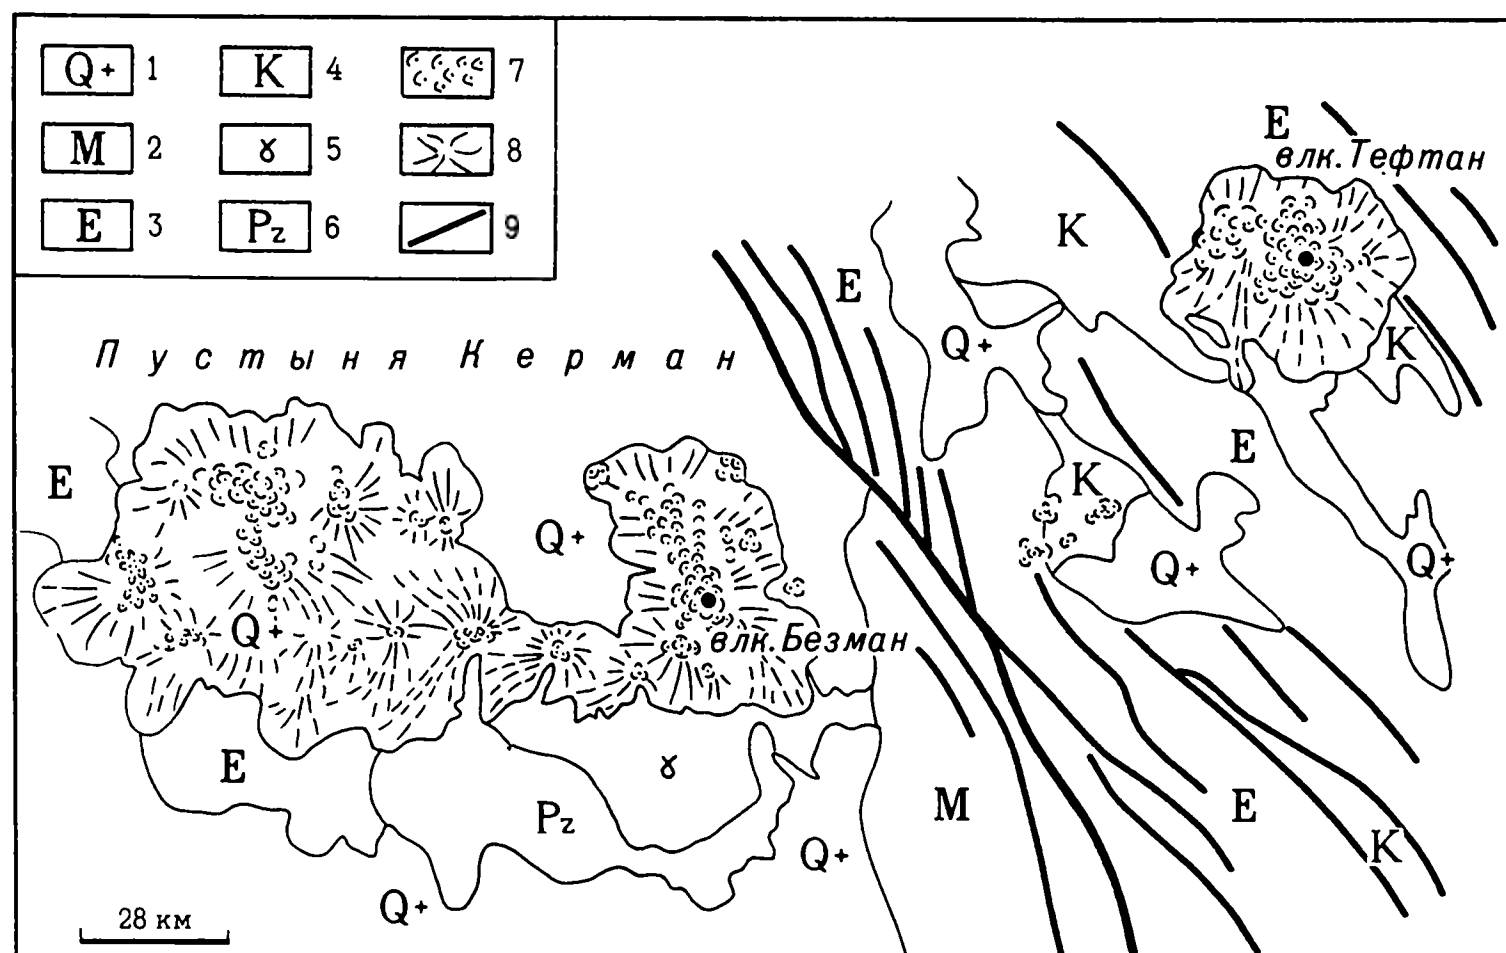 Q+ 1
K 4
7
M 2
ɤ 5
8
E 3
Pz 6
9
E
влк. Тефтан
K
E
Q+
K
Пустыня Керман
E
E
K
Q+
Q+
Q+
Q+
влк. Безман
E
ɤ
M
E
Pz
Q+
K
Q+
28 км